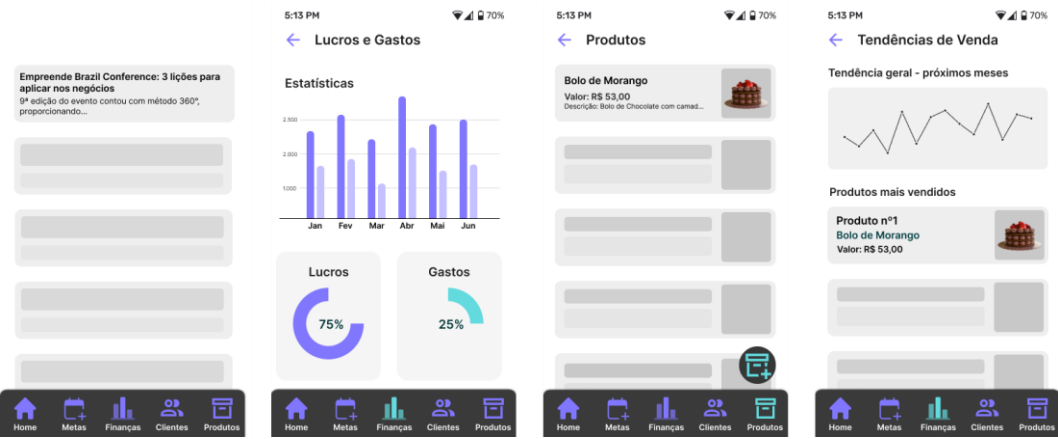 Empreende Brazil Conference: 3 lições para
aplicar nos negócios
9ª edição do evento contou com método 360°,
proporcionando...
Home Metas Finanças Clientes Produtos
5:13 PM 70%
Lucros e Gastos
Estatísticas
2.500
2.000
1.000
Jan Fev Mar Abr Mai Jun
Lucros Gastos
75% 25%
Home Metas Finanças Clientes Produtos
5:13 PM 70%
Produtos
Bolo de Morango
Valor: R$ 53,00
Descrição: Bolo de Chocolate com camad...
Home Metas Finanças Clientes Produtos
5:13 PM 70%
Tendências de Venda
Tendência geral - próximos meses
Produtos mais vendidos
Produto nº1
Bolo de Morango
Valor: R$ 53,00
Home Metas Finanças Clientes Produtos